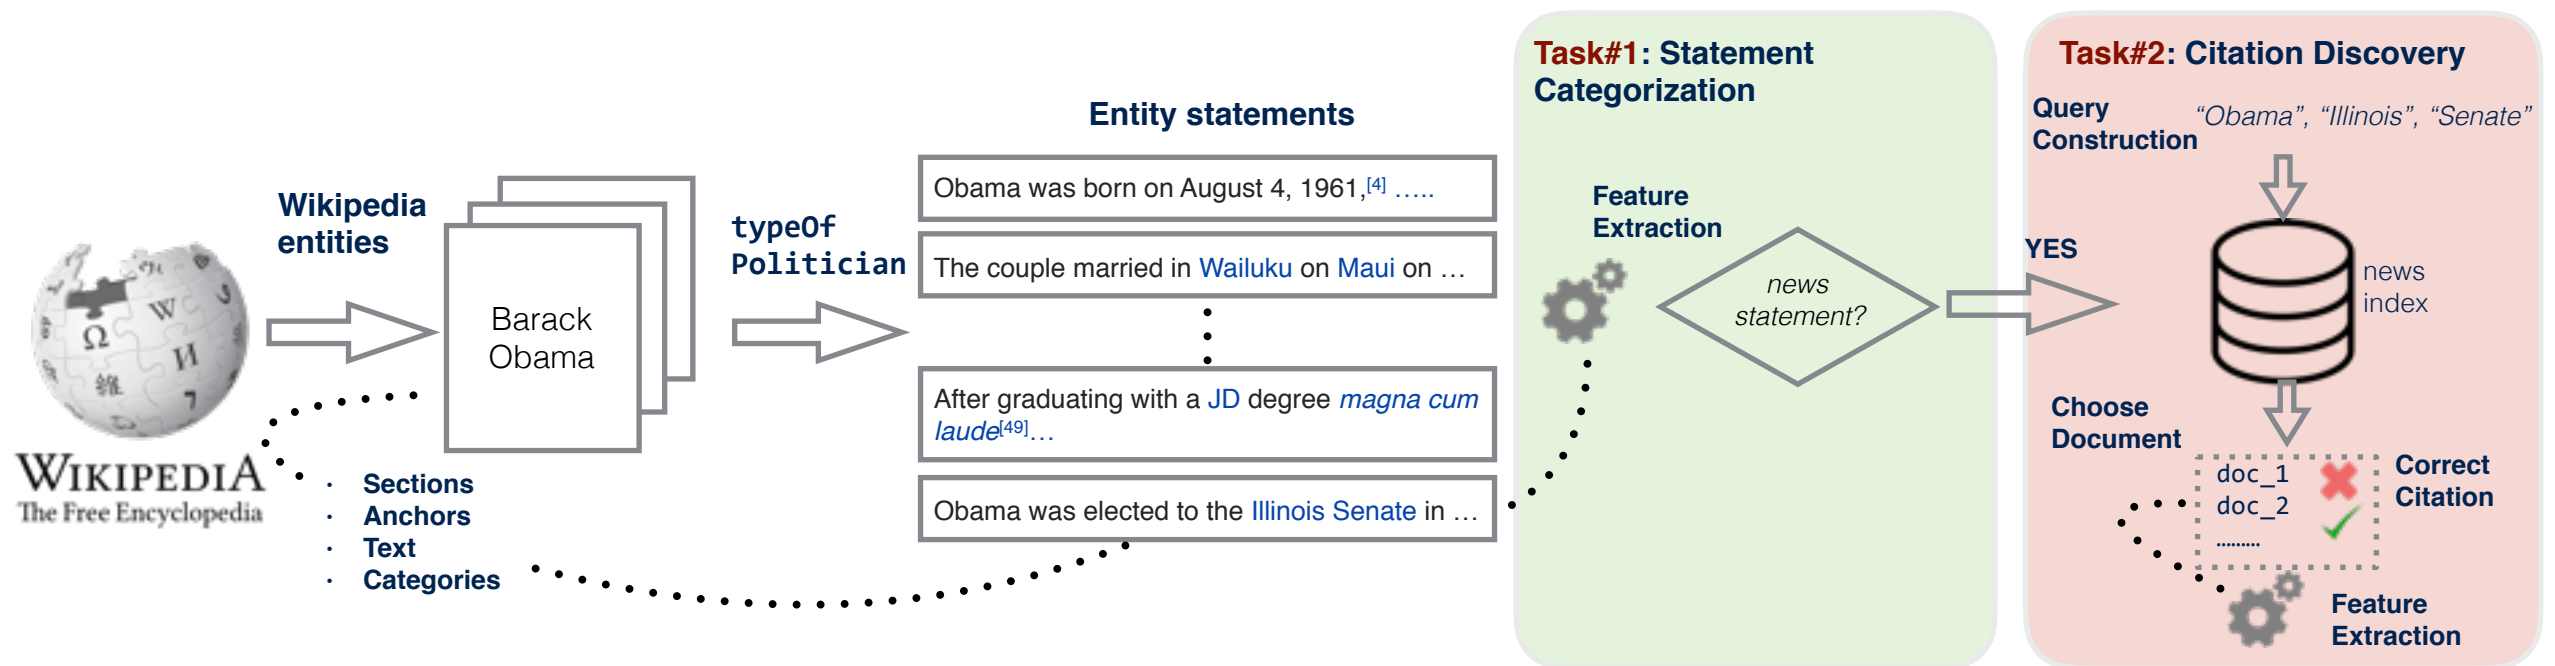 WIKIPEDIA
The Free Encyclopedia
Wikipedia
entities
Barack
Obama
· Sections
· Anchors
· Text
· Categories
typeOf
Politician
Entity statements
Obama was born on August 4, 1961,[4] …..
The couple married in Wailuku on Maui on …
After graduating with a JD degree magna cum
laude[49]…
Obama was elected to the Illinois Senate in …
Task#1: Statement
Categorization
Feature
Extraction
news
statement?
YES
Task#2: Citation Discovery
Query
Construction
“Obama”, “Illinois”, “Senate”
news
index
Choose
Document
doc_1
doc_2
.........
Correct
Citation
Feature
Extraction